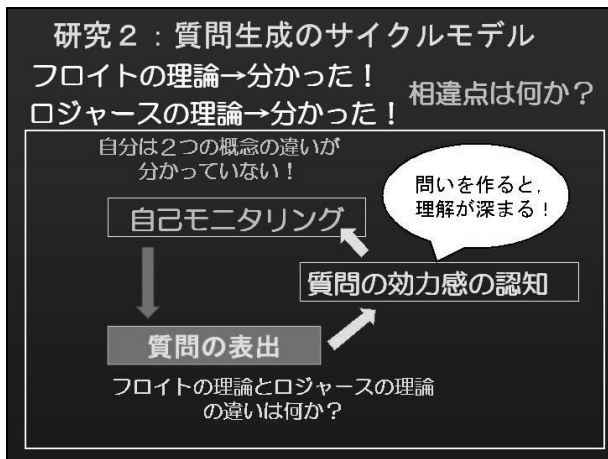 研究２：質問生成のサイクルモデル
フロイトの理論→分かった！
ロジャースの理論→分かった！
相違点は何か？
自分は２つの概念の違いが
分かっていない！
問いを作ると,
理解が深まる！
自己モニタリング
質問の効力感の認知
質問の表出
フロイトの理論とロジャースの理論
の違いは何か？